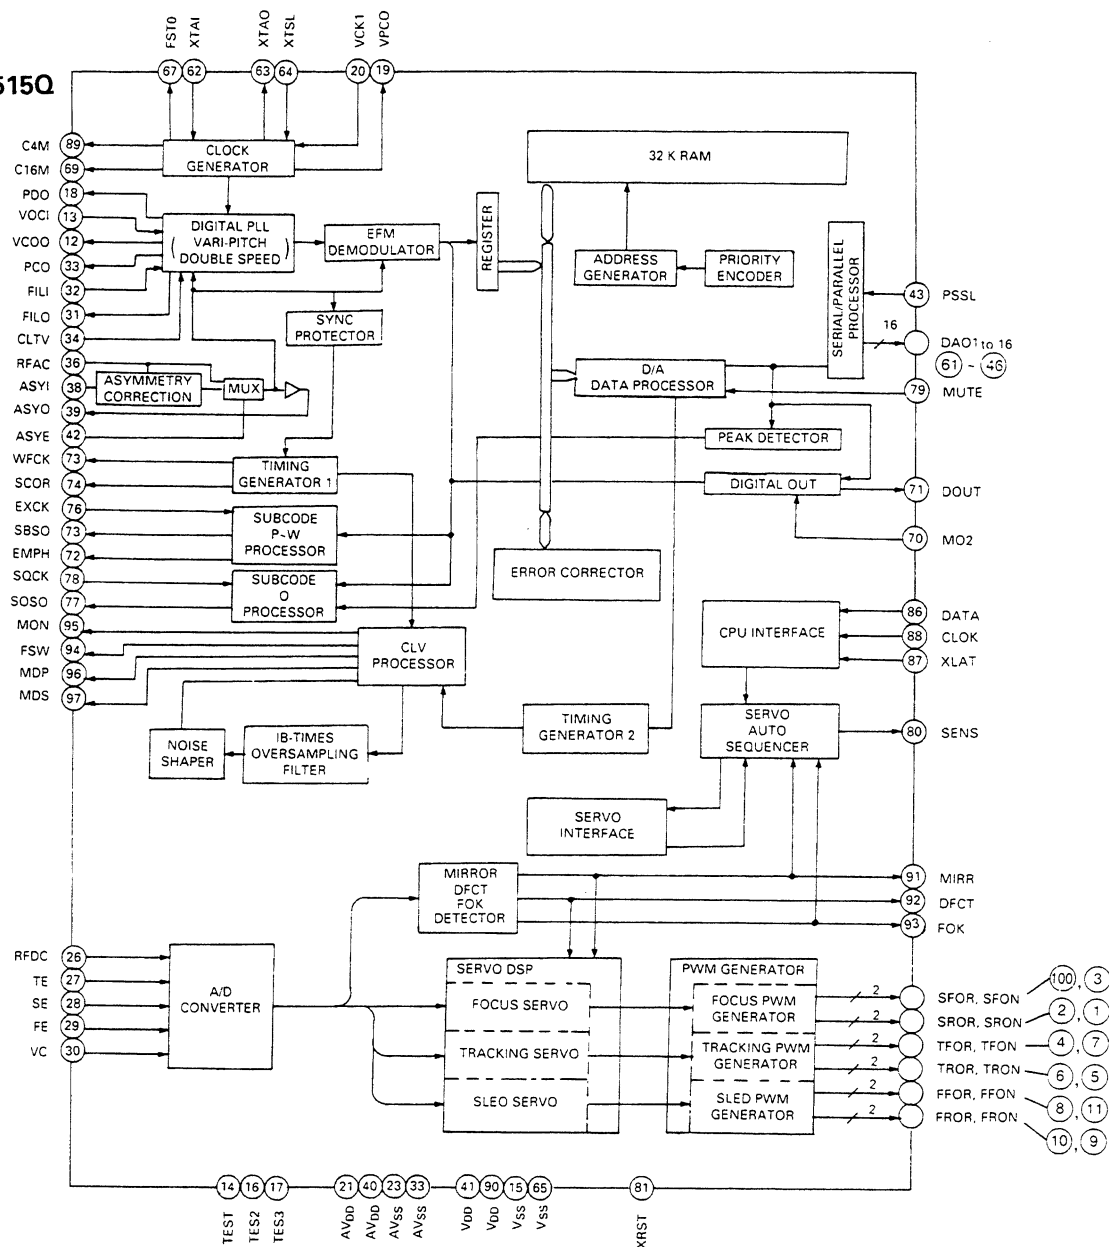 515Q
FST0
XTAI
XTAO
XTSL
VCK1
VPCO
67
62
63
64
20
19
C4M 89
C16M 69
PDO 18
VOCI 13
VCOO 12
PCO 33
FILI 32
FILO 31
CLTV 34
RFAC 36
ASYI 38
ASYO 39
ASYE 42
WFCK 73
SCOR 74
EXCK 76
SBSO 73
EMPH 72
SQCK 78
SOSO 77
MON 95
FSW 94
MDP 96
MDS 97
CLOCK
GENERATOR
DIGITAL PLL
VARI-PITCH
DOUBLE SPEED
( )
EFM
DEMODULATOR
SYNC
PROTECTOR
ASYMMETRY
CORRECTION
MUX
TIMING
GENERATOR 1
SUBCODE
P~W
PROCESSOR
SUBCODE
O
PROCESSOR
CLV
PROCESSOR
NOISE
SHAPER
IB-TIMES
OVERSAMPLING
FILTER
TIMING
GENERATOR 2
REGISTER
32 K RAM
ADDRESS
GENERATOR
PRIORITY
ENCODER
SERIAL/PARALLEL
PROCESSOR
D/A
DATA PROCESSOR
PEAK DETECTOR
DIGITAL OUT
ERROR CORRECTOR
CPU INTERFACE
SERVO
AUTO
SEQUENCER
SERVO
INTERFACE
43 PSSL
16
DAO1 to 16
61 - 46
79 MUTE
71 DOUT
70 MO2
86 DATA
88 CLOK
87 XLAT
80 SENS
MIRROR
DFCT
FOK
DETECTOR
91 MIRR
92 DFCT
93 FOK
RFDC 26
TE 27
SE 28
FE 29
VC 30
A/D
CONVERTER
SERVO DSP
FOCUS SERVO
TRACKING SERVO
SLEO SERVO
PWM GENERATOR
FOCUS PWM
GENERATOR
TRACKING PWM
GENERATOR
SLED PWM
GENERATOR
2 SFOR, SFON 100, 3
2 SROR, SRON 2, 1
2 TFOR, TFON 4, 7
2 TROR, TRON 6, 5
2 FFOR, FFON 8, 11
2 FROR, FRON 10, 9
14
16
17
21
40
23
33
41
90
15
65
81
TEST
TES2
TES3
AVDD
AVDD
AVSS
AVSS
VDD
VDD
VSS
VSS
XRST